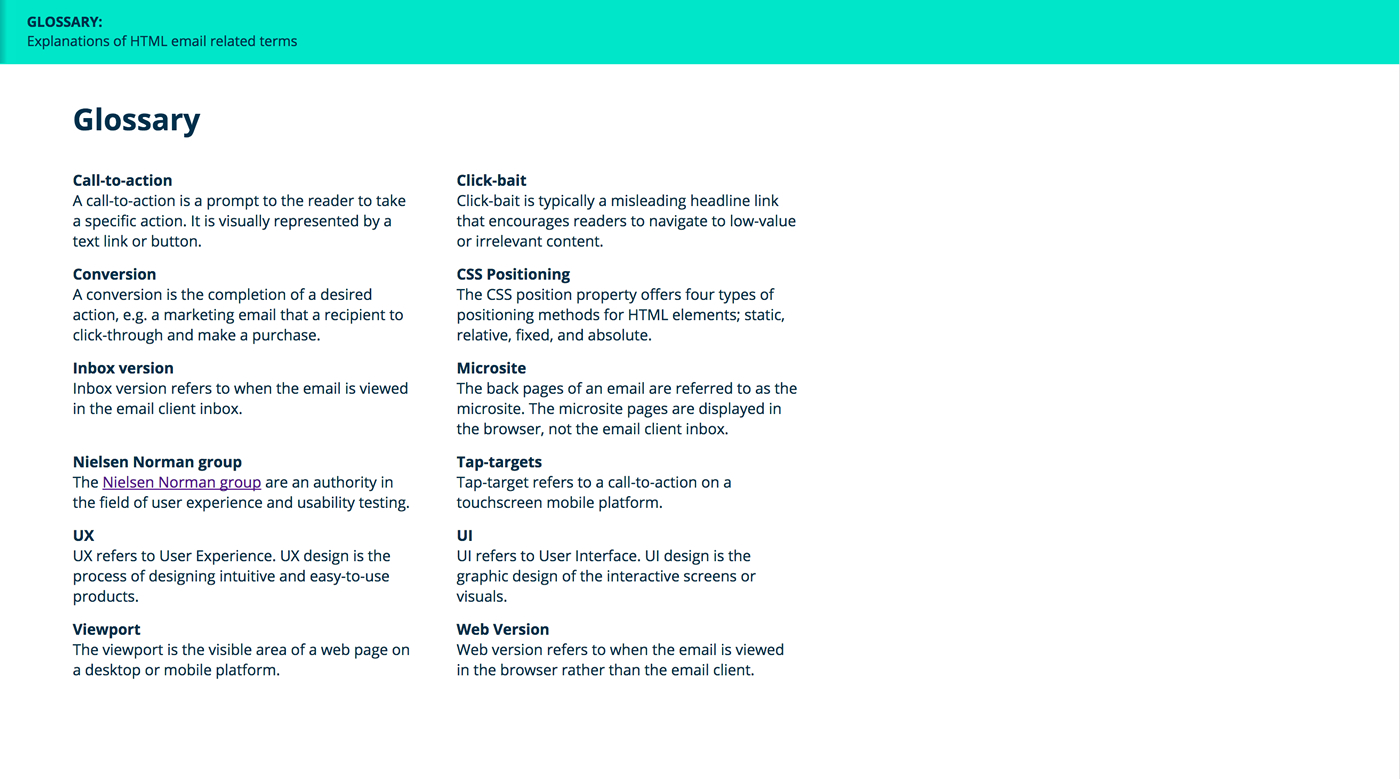 GLOSSARY:
Explanations of HTML email related terms
Glossary
Call-to-action
A call-to-action is a prompt to the reader to take
a specific action. It is visually represented by a
text link or button.
Click-bait
Click-bait is typically a misleading headline link
that encourages readers to navigate to low-value
or irrelevant content.
Conversion
A conversion is the completion of a desired
action, e.g. a marketing email that a recipient to
click-through and make a purchase.
CSS Positioning
The CSS position property offers four types of
positioning methods for HTML elements; static,
relative, fixed, and absolute.
Inbox version
Inbox version refers to when the email is viewed
in the email client inbox.
Microsite
The back pages of an email are referred to as the
microsite. The microsite pages are displayed in
the browser, not the email client inbox.
Nielsen Norman group
The Nielsen Norman group are an authority in
the field of user experience and usability testing.
Tap-targets
Tap-target refers to a call-to-action on a
touchscreen mobile platform.
UX
UX refers to User Experience. UX design is the
process of designing intuitive and easy-to-use
products.
UI
UI refers to User Interface. UI design is the
graphic design of the interactive screens or
visuals.
Viewport
The viewport is the visible area of a web page on
a desktop or mobile platform.
Web Version
Web version refers to when the email is viewed
in the browser rather than the email client.